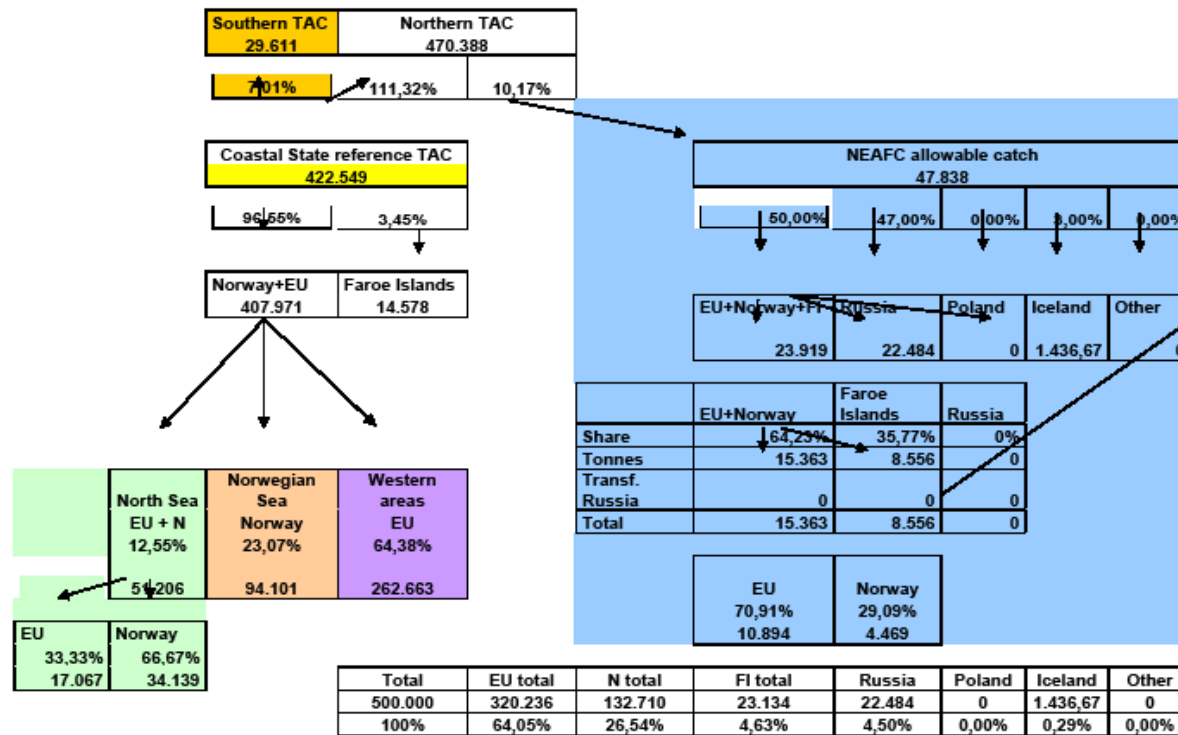 Southern TAC Northern TAC
29.611 470.388
7,01% 111,32% 10,17%
Coastal State reference TAC
422.549
96,55% 3,45%
Norway+EU Faroe Islands
407.971 14.578
North Sea
EU + N
12,55%
51.206
Norwegian
Sea
Norway
23,07%
94.101
Western
areas
EU
64,38%
262.663
EU Norway
33,33% 66,67%
17.067 34.139
NEAFC allowable catch
47.838
50,00% 47,00% 0,00% 3,00% 0,00%
EU+Norway+FI Russia Poland Iceland Other
23.919 22.484 0 1.436,67 0
EU+Norway Faroe Islands Russia
Share 64,23% 35,77% 0%
Tonnes 15.363 8.556 0
Transf.
Russia 0 0 0
Total 15.363 8.556 0
EU Norway
70,91% 29,09%
10.894 4.469
Total EU total N total FI total Russia Poland Iceland Other
500.000 320.236 132.710 23.134 22.484 0 1.436,67 0
100% 64,05% 26,54% 4,63% 4,50% 0,00% 0,29% 0,00%